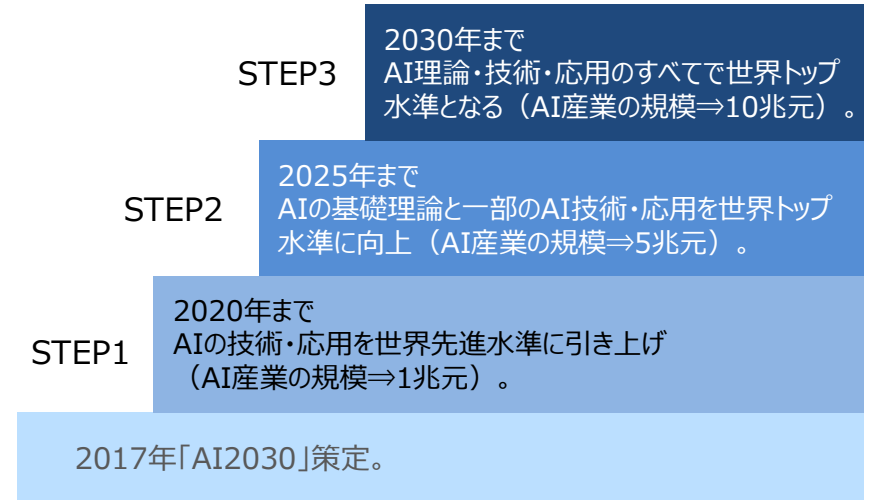 STEP3
2030年まで
AI理論・技術・応用のすべてで世界トップ
水準となる（AI産業の規模⇒10兆元）。
STEP2
2025年まで
AIの基礎理論と一部のAI技術・応用を世界トップ
水準に向上（AI産業の規模⇒5兆元）。
STEP1
2020年まで
AIの技術・応用を世界先進水準に引き上げ
（AI産業の規模⇒1兆元）。
2017年「AI2030」策定。